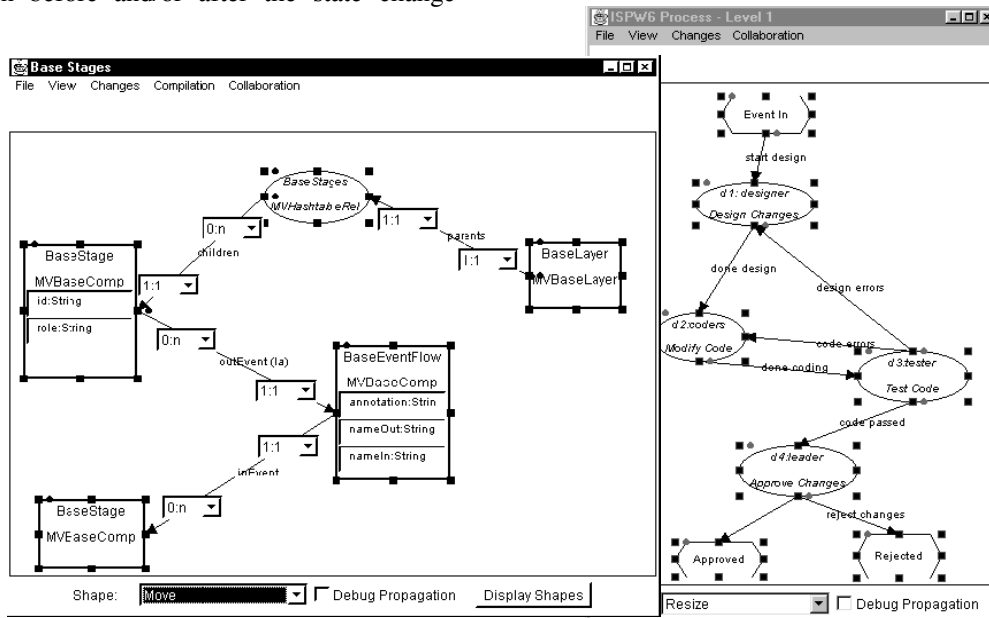 before and/or after the state change
ISPW6 Process - Level 1
File View Changes Collaboration
Base Stages
File View Changes Compilation Collaboration
BaseStages
MVHashtableRel
0:n
children
1:1
1:1
parents
1:1
BaseStage
MVBaseComp
id:String
role:String
BaseLayer
MVBaseLayer
0:n
outEvent (la)
1:1
BaseEventFlow
MVBaseComp
annotation:Strin
nameOut:String
nameIn:String
1:1
inEvent
0:n
BaseStage
MVBaseComp
Shape: Move Debug Propagation Display Shapes
Event In
start design
d1: designer
Design Changes
done design
design errors
d2:coders
Modify Code
code errors
done coding
d3:tester
Test Code
code passed
d4:leader
Approve Changes
reject changes
Approved
Rejected
Resize Debug Propagation